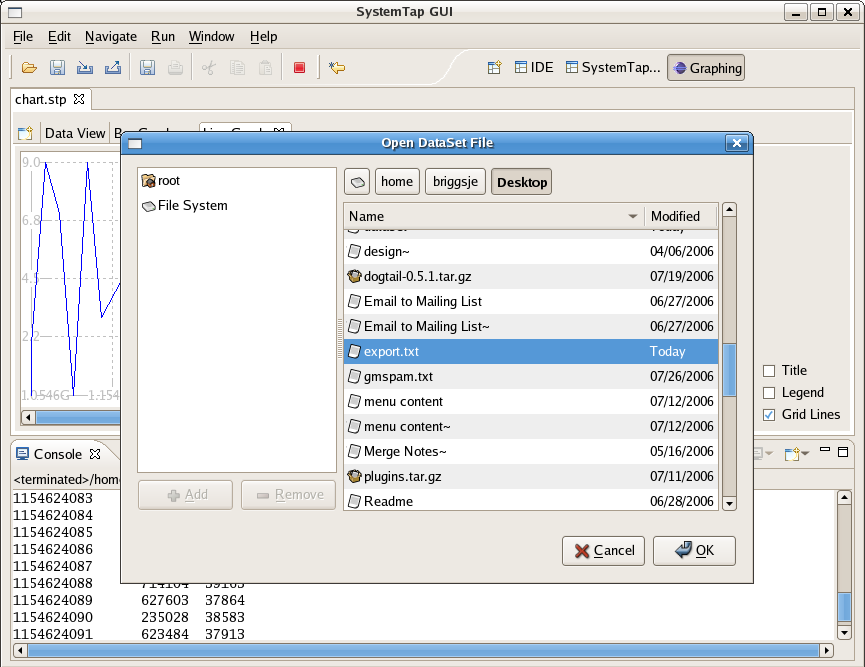 SystemTap GUI
File Edit Navigate Run Window Help
IDE SystemTap... Graphing
chart.stp
Data View
Open DataSet File
9.0
6.8
4.5
2.2
1.0546G 1.154
root
File System
home briggsje Desktop
Name Modified
design~ 04/06/2006
dogtail-0.5.1.tar.gz 07/19/2006
Email to Mailing List 06/27/2006
Email to Mailing List~ 06/27/2006
export.txt Today
gmspam.txt 07/26/2006
menu content 07/12/2006
menu content~ 07/12/2006
Merge Notes~ 05/16/2006
plugins.tar.gz 07/11/2006
Readme 06/28/2006
Add Remove
Cancel OK
Title
Legend
Grid Lines
Console
<terminated>/home
1154624083
1154624084
1154624085
1154624086
1154624087
1154624088
1154624089 627603 37864
1154624090 235028 38583
1154624091 623484 37913